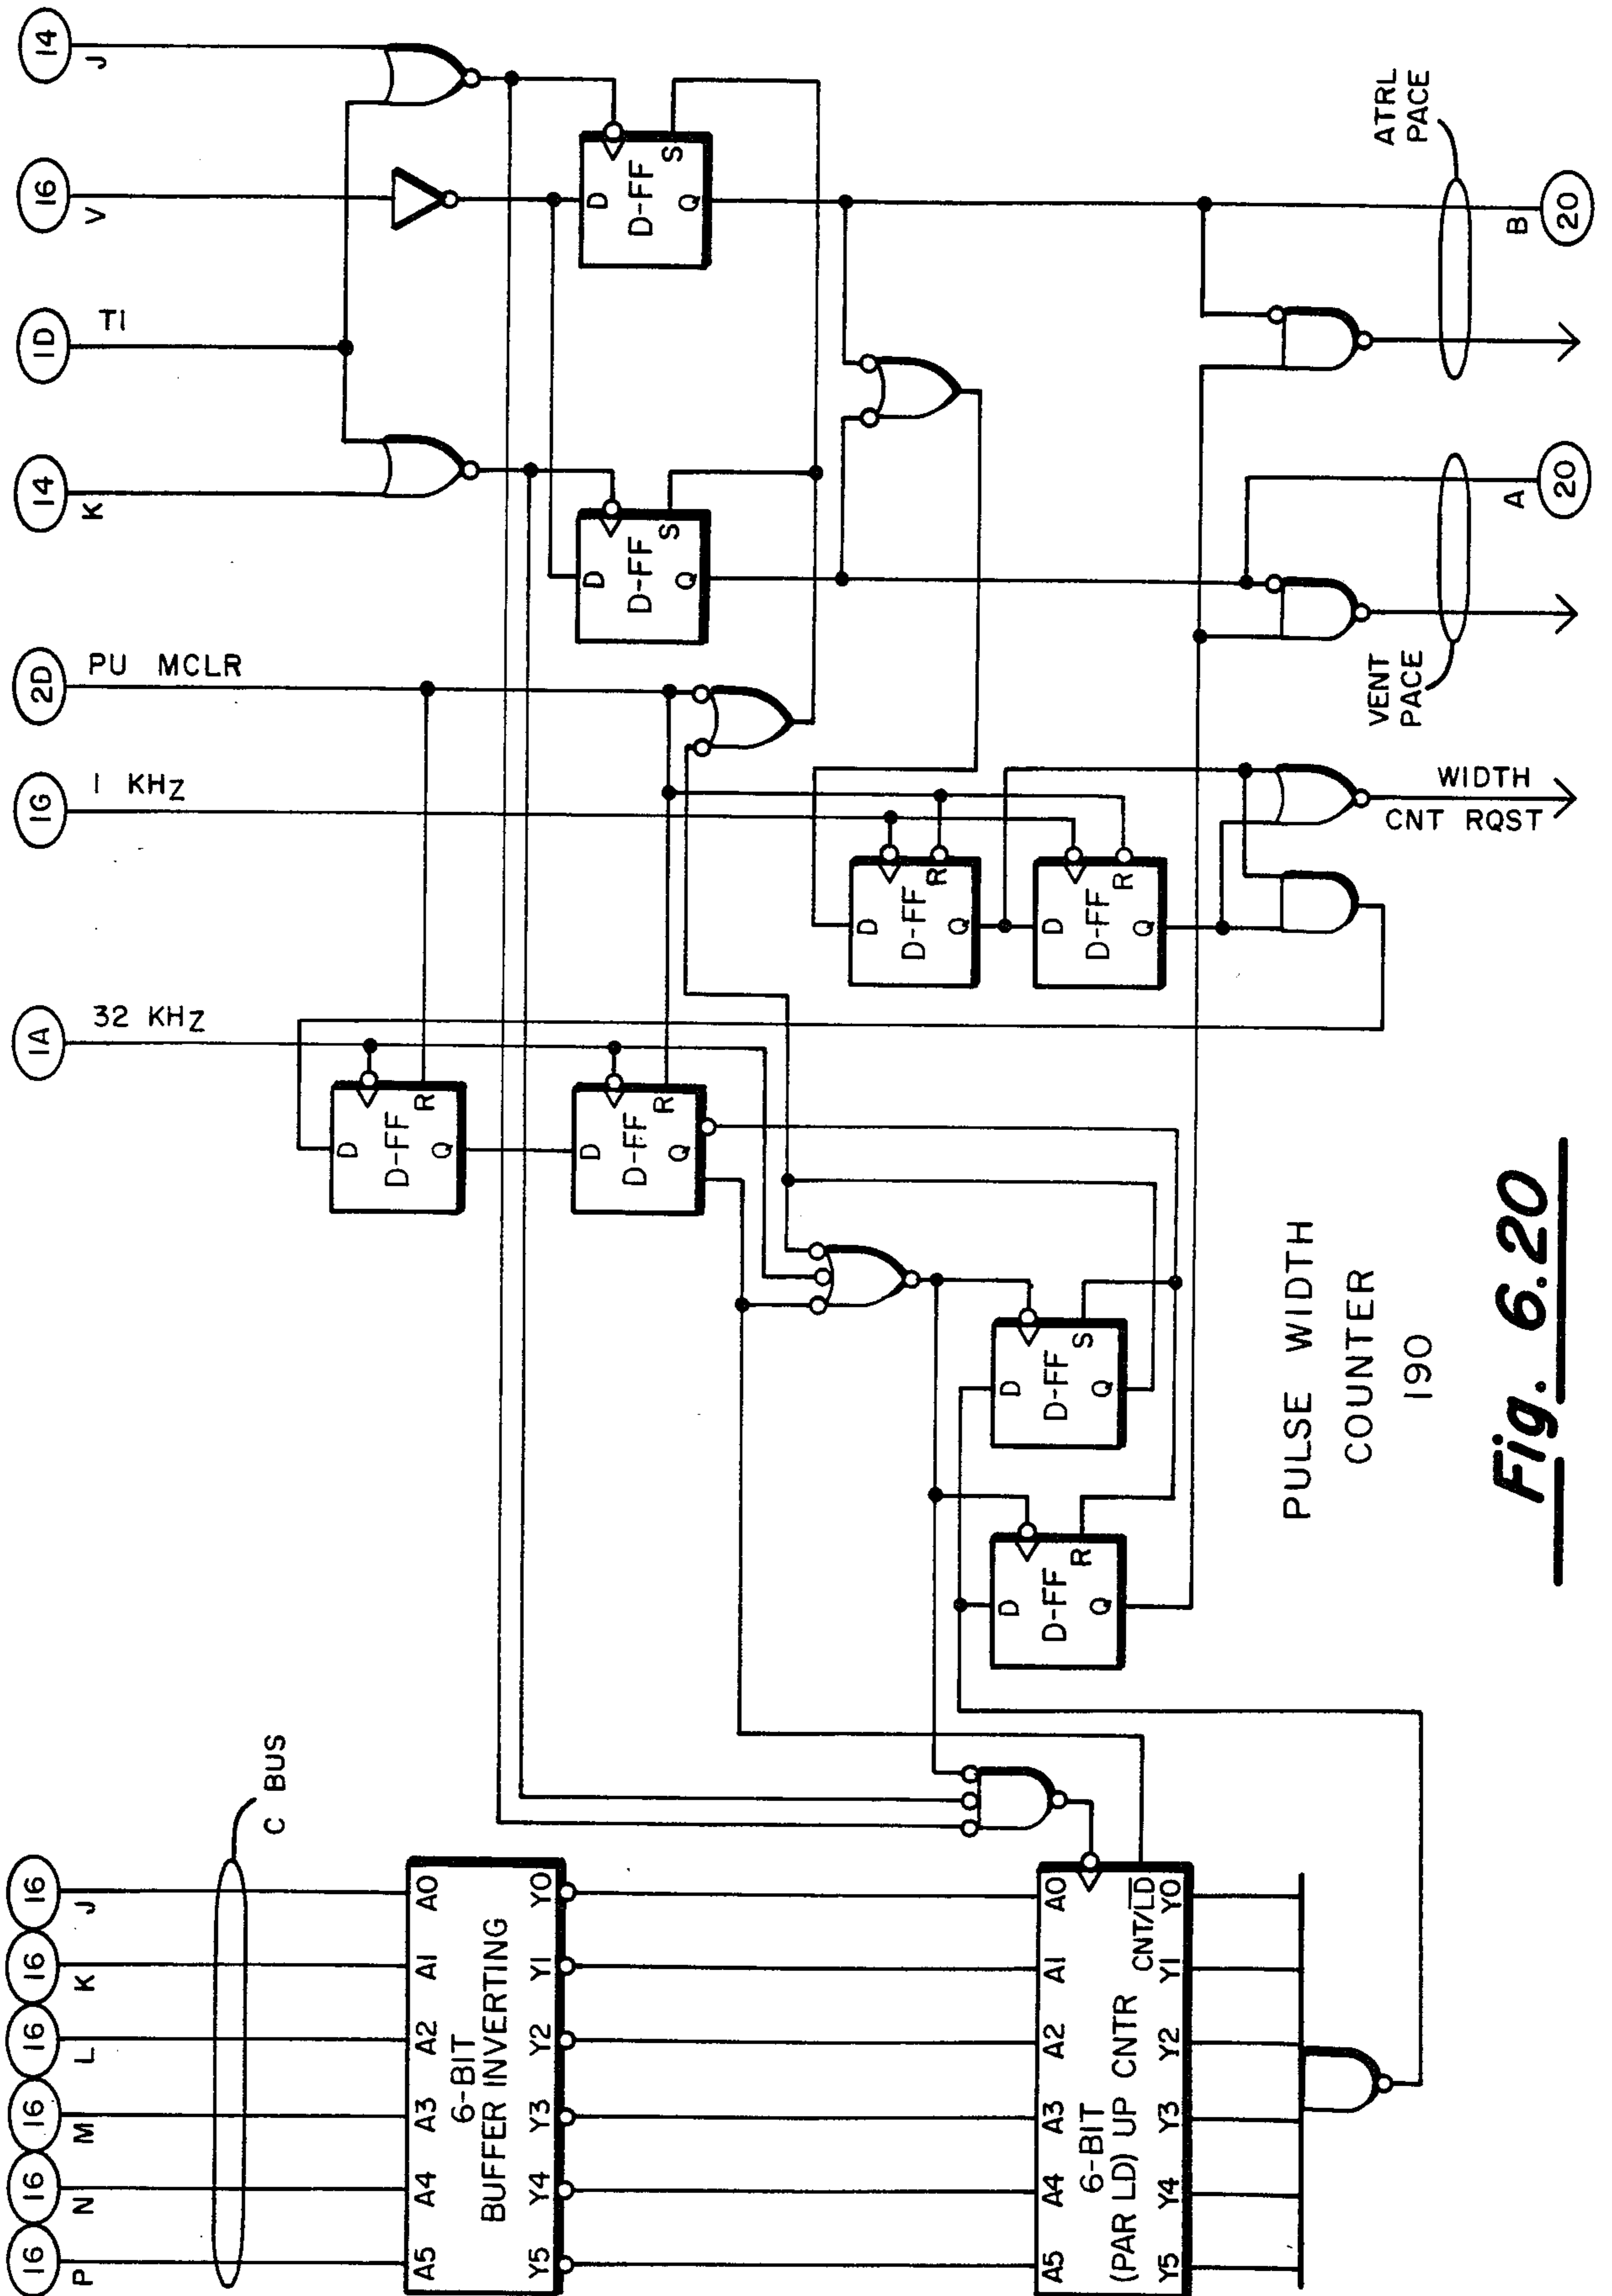 16 P
16 N
16 M
16 L
16 K
16 J
C BUS
1A 32 KHZ
1G 1 KHZ
2D PU MCLR
14 K
1D T1
16 V
14 J
A5 A4 A3 A2 A1 A0
6-BIT
BUFFER INVERTING
Y5 Y4 Y3 Y2 Y1 Y0
D
D-FF
R
Q
D
D-FF
R
Q
D
D-FF
S
Q
D
D-FF
S
Q
D
D-FF
R
Q
D
D-FF
R
Q
D
D-FF
R
Q
D
D-FF
S
Q
A5 A4 A3 A2 A1 A0
6-BIT
(PAR LD) UP CNTR
CNT/LD
Y5 Y4 Y3 Y2 Y1 Y0
WIDTH
CNT RQST
VENT
PACE
A
20
ATRL
PACE
B
20
PULSE WIDTH
COUNTER
190
Fig. 6.20